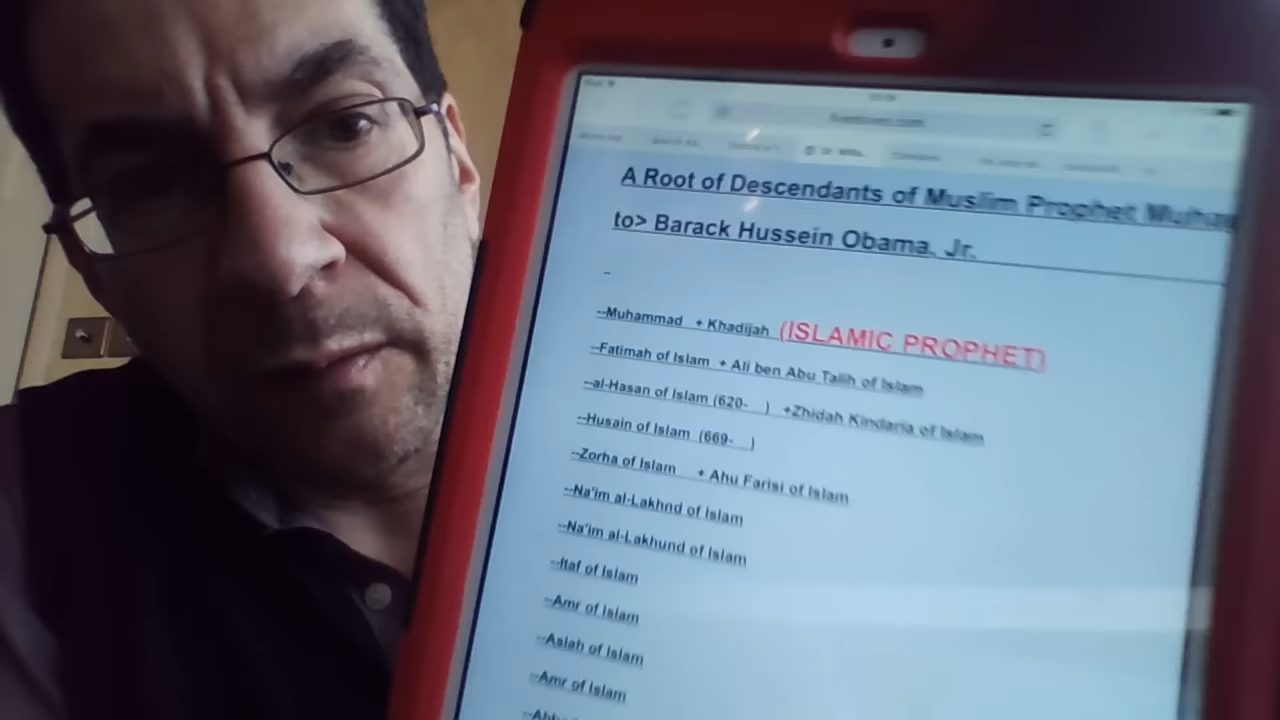 A Root of Descendants of Muslim Prophet
to> Barack Hussein Obama, Jr.
--Muhammad + Khadijah (ISLAMIC PROPHET)
--Fatimah of Islam + Ali ben Abu Talih of Islam
--al-Hasan of Islam (620- ) +Zhidah Kindaria of Islam
--Husain of Islam (669- )
--Zorha of Islam + Ahu Farisi of Islam
--Na'im al-Lakhnd of Islam
--Na'im al-Lakhund of Islam
--Itaf of Islam
--Amr of Islam
--Aslah of Islam
--Amr of Islam